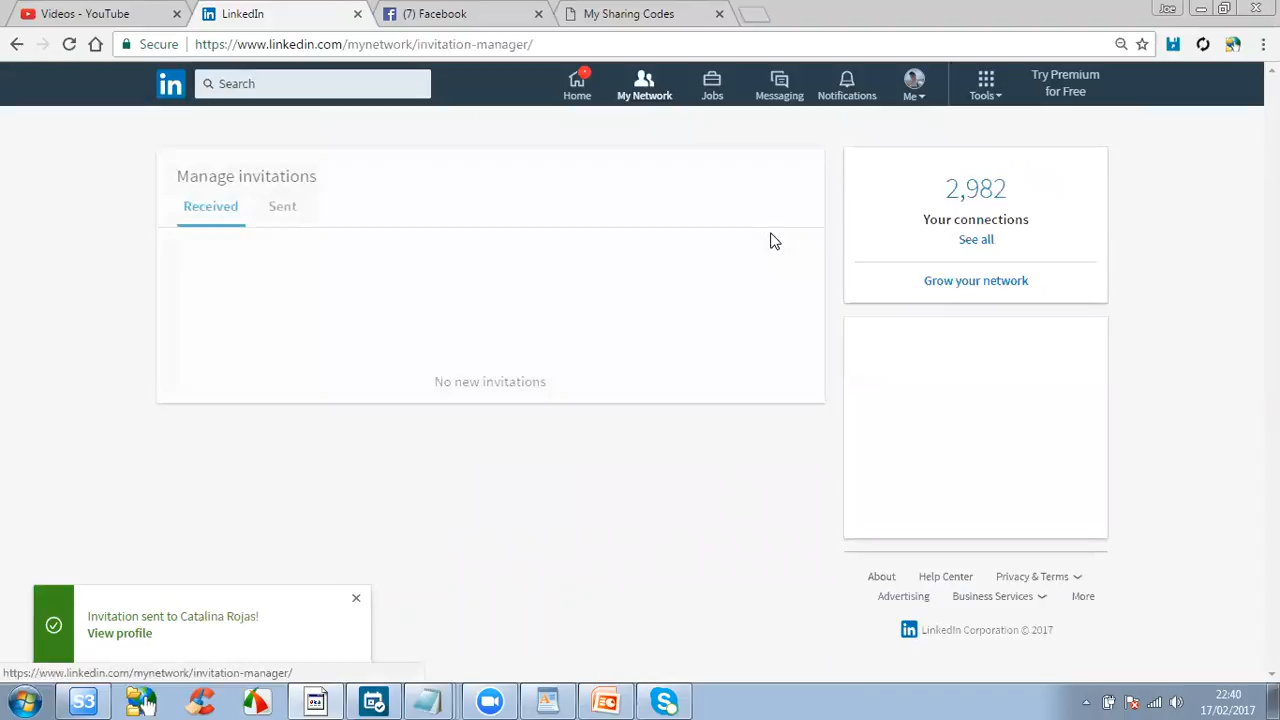 Videos - YouTube
LinkedIn
(7) Facebook
My Sharing Codes
Joe
Secure
https://www.linkedin.com/mynetwork/invitation-manager/
in
Search
Home
My Network
Jobs
Messaging
Notifications
Me
Tools
Try Premium
for Free
Manage invitations
Received
Sent
No new invitations
2,982
Your connections
See all
Grow your network
About
Help Center
Privacy & Terms
Advertising
Business Services
More
in LinkedIn Corporation © 2017
Invitation sent to Catalina Rojas!
View profile
https://www.linkedin.com/mynetwork/invitation-manager/
S3
22:40
17/02/2017